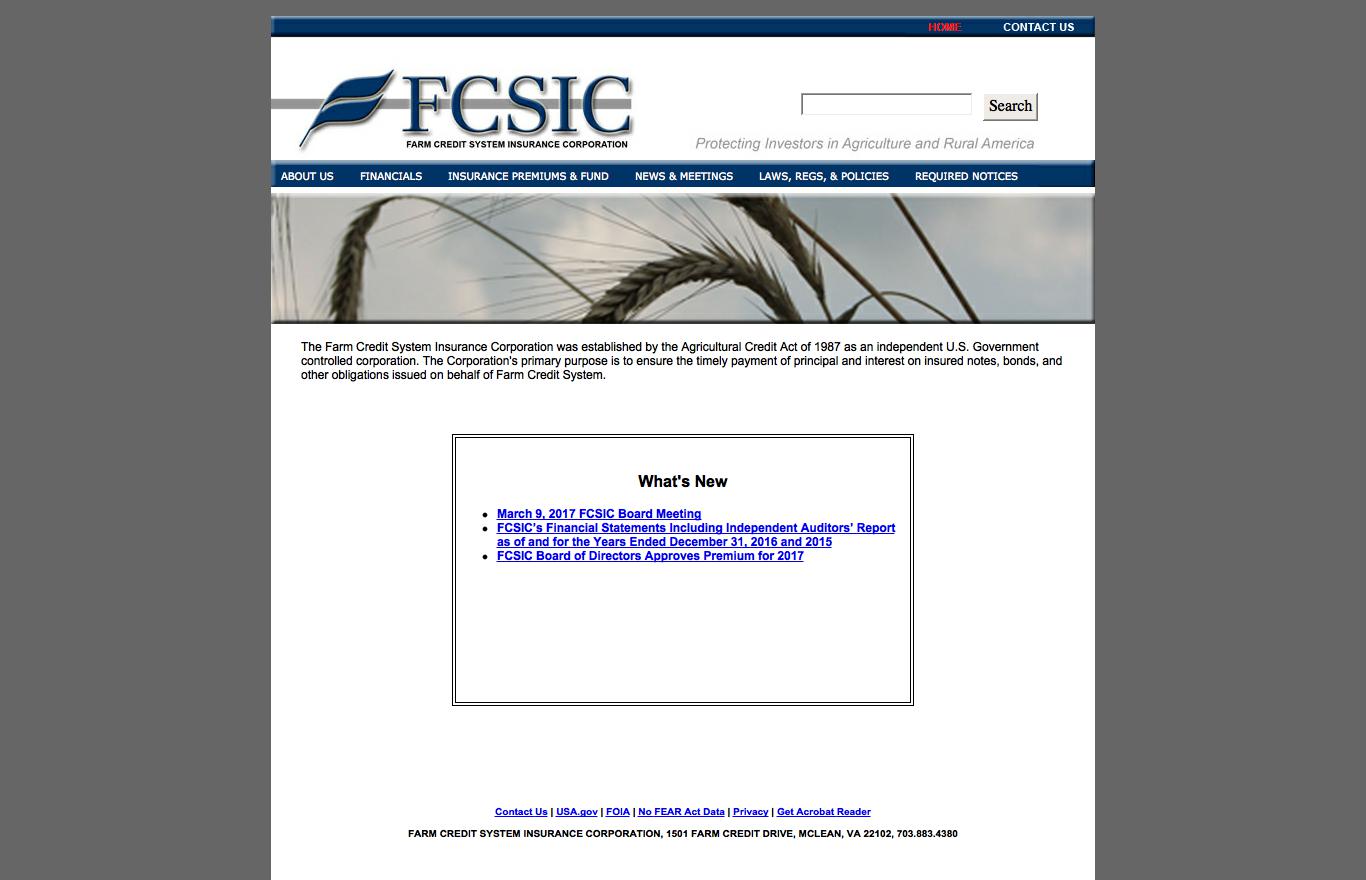 HOME CONTACT US
FCSIC
FARM CREDIT SYSTEM INSURANCE CORPORATION
Search
Protecting Investors in Agriculture and Rural America
ABOUT US FINANCIALS INSURANCE PREMIUMS & FUND NEWS & MEETINGS LAWS, REGS, & POLICIES REQUIRED NOTICES
The Farm Credit System Insurance Corporation was established by the Agricultural Credit Act of 1987 as an independent U.S. Government
controlled corporation. The Corporation's primary purpose is to ensure the timely payment of principal and interest on insured notes, bonds, and
other obligations issued on behalf of Farm Credit System.
What's New
• March 9, 2017 FCSIC Board Meeting
• FCSIC's Financial Statements Including Independent Auditors' Report
as of and for the Years Ended December 31, 2016 and 2015
• FCSIC Board of Directors Approves Premium for 2017
Contact Us | USA.gov | FOIA | No FEAR Act Data | Privacy | Get Acrobat Reader
FARM CREDIT SYSTEM INSURANCE CORPORATION, 1501 FARM CREDIT DRIVE, MCLEAN, VA 22102, 703.883.4380